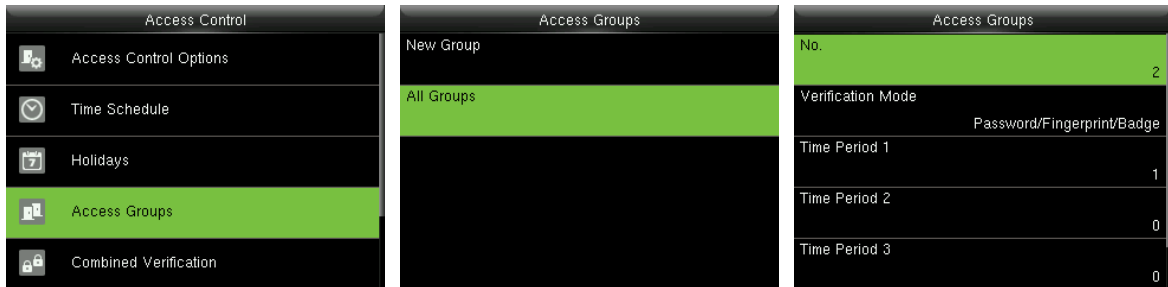 Access Control
Access Control Options
Time Schedule
7
Holidays
Access Groups
Combined Verification
Access Groups
New Group
All Groups
Access Groups
No.
2
Verification Mode
Password/Fingerprint/Badge
Time Period 1
1
Time Period 2
0
Time Period 3
0